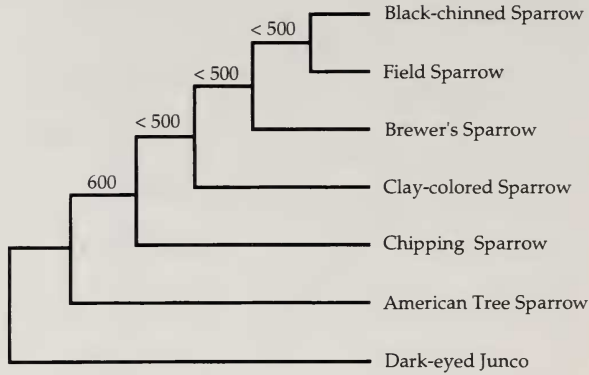 Black-chinned Sparrow
< 500
Field Sparrow
< 500
Brewer's Sparrow
< 500
Clay-colored Sparrow
600
Chipping Sparrow
American Tree Sparrow
Dark-eyed Junco